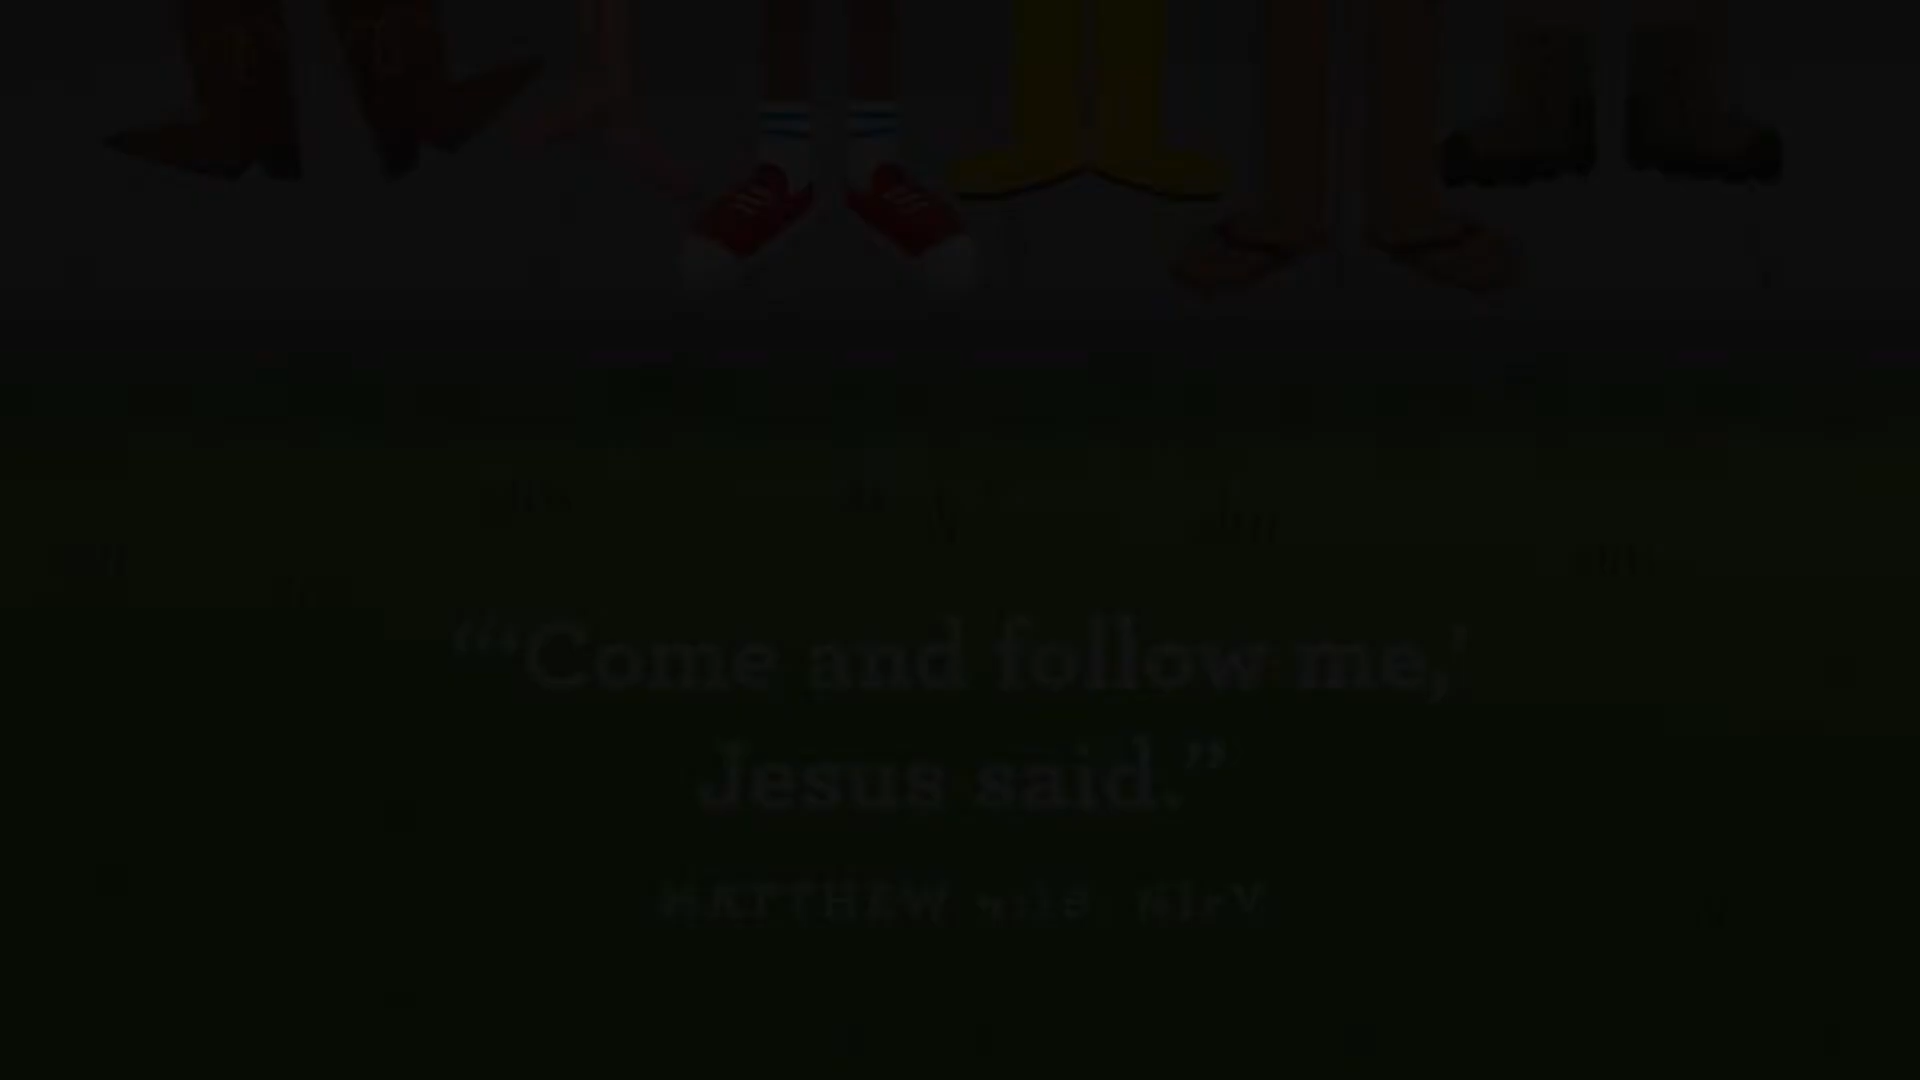 “‘Come and follow me,’
Jesus said.”
MATTHEW 4:19, NIrV